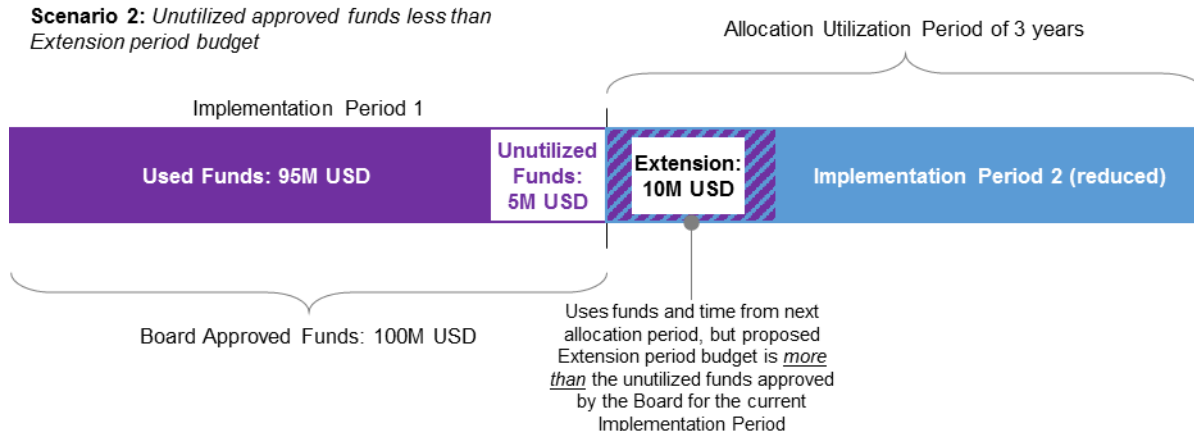 Scenario 2: Unutilized approved funds less than
Extension period budget
Allocation Utilization Period of 3 years
Implementation Period 1
Used Funds: 95M USD
Unutilized
Funds:
5M USD
Extension:
10M USD
Implementation Period 2 (reduced)
Board Approved Funds: 100M USD
Uses funds and time from next
allocation period, but proposed
Extension period budget is more
than the unutilized funds approved
by the Board for the current
Implementation Period